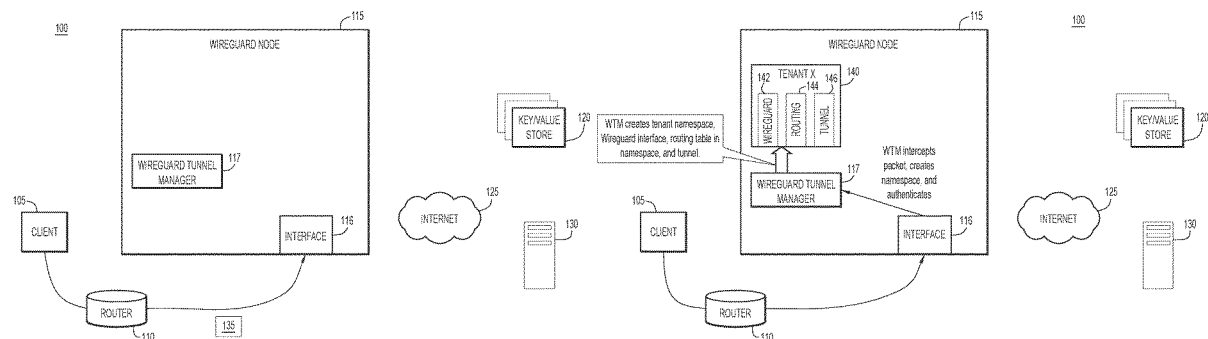 100
115
WIREGUARD NODE
KEY/VALUE
STORE
120
WIREGUARD TUNNEL
MANAGER
117
105
CLIENT
INTERNET
125
INTERFACE
116
130
ROUTER
110
135
115
100
WIREGUARD NODE
TENANT X
140
142
144
146
WIREGUARD
ROUTING
TUNNEL
WTM creates tenant namespace,
Wireguard interface, routing table in
namespace, and tunnel.
KEY/VALUE
STORE
120
WTM intercepts
packet, creates
namespace, and
authenticates
117
WIREGUARD TUNNEL
MANAGER
105
CLIENT
INTERNET
125
INTERFACE
116
130
ROUTER
110